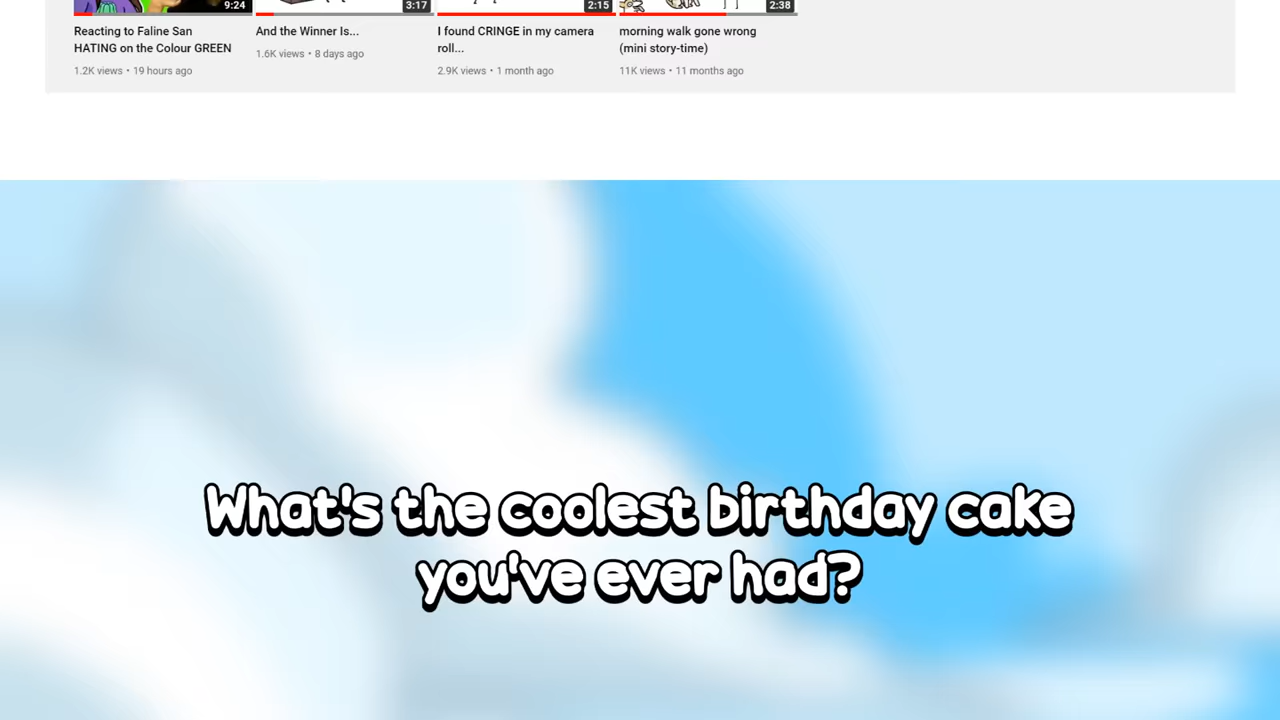 9:24
3:17
2:15
2:38
Reacting to Faline San
HATING on the Colour GREEN
1.2K views • 19 hours ago
And the Winner Is...
1.6K views • 8 days ago
I found CRINGE in my camera
roll...
2.9K views • 1 month ago
morning walk gone wrong
(mini story-time)
11K views • 11 months ago
What's the coolest birthday cake
you've ever had?